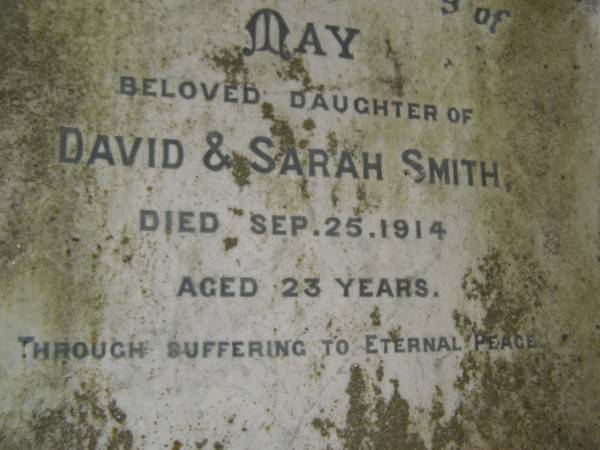 of
MAY
BELOVED DAUGHTER OF
DAVID & SARAH SMITH,
DIED SEP. 25. 1914
AGED 23 YEARS.
THROUGH SUFFERING TO ETERNAL PEACE